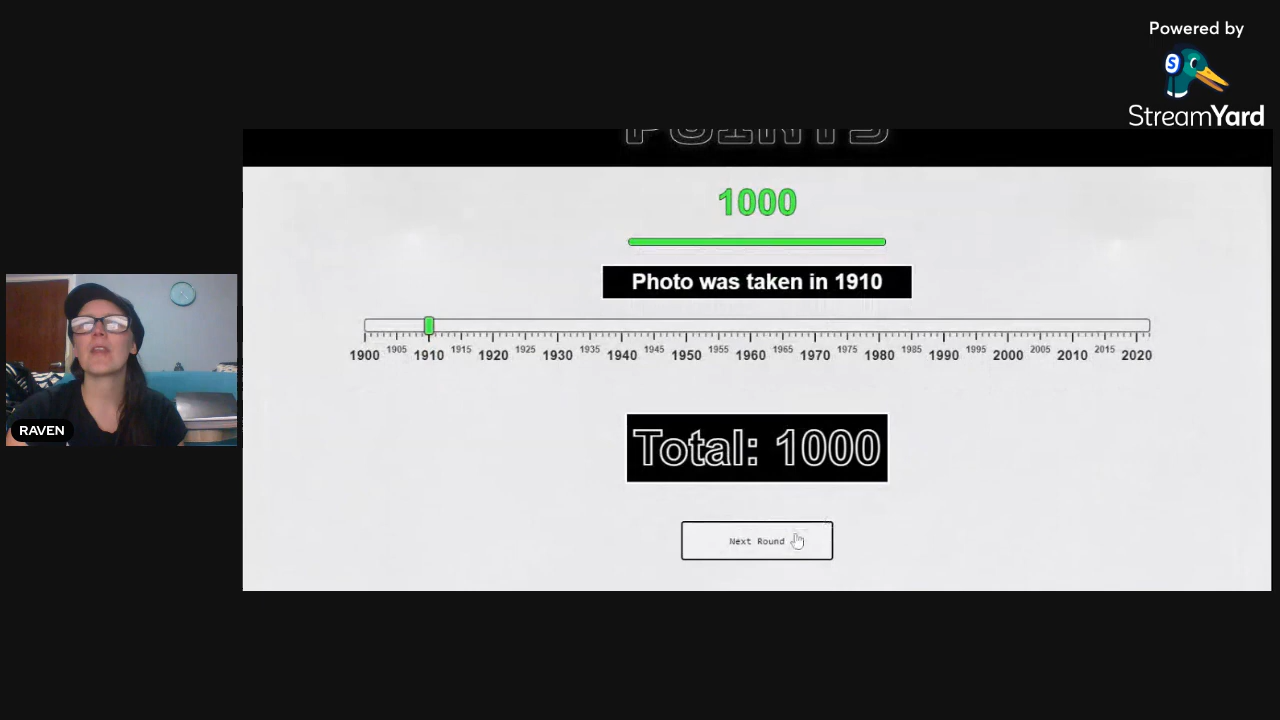 Powered by
StreamYard
POINTS
1000
Photo was taken in 1910
1900 1905 1910 1915 1920 1925 1930 1935 1940 1945 1950 1955 1960 1965 1970 1975 1980 1985 1990 1995 2000 2005 2010 2015 2020
Total: 1000
Next Round
RAVEN